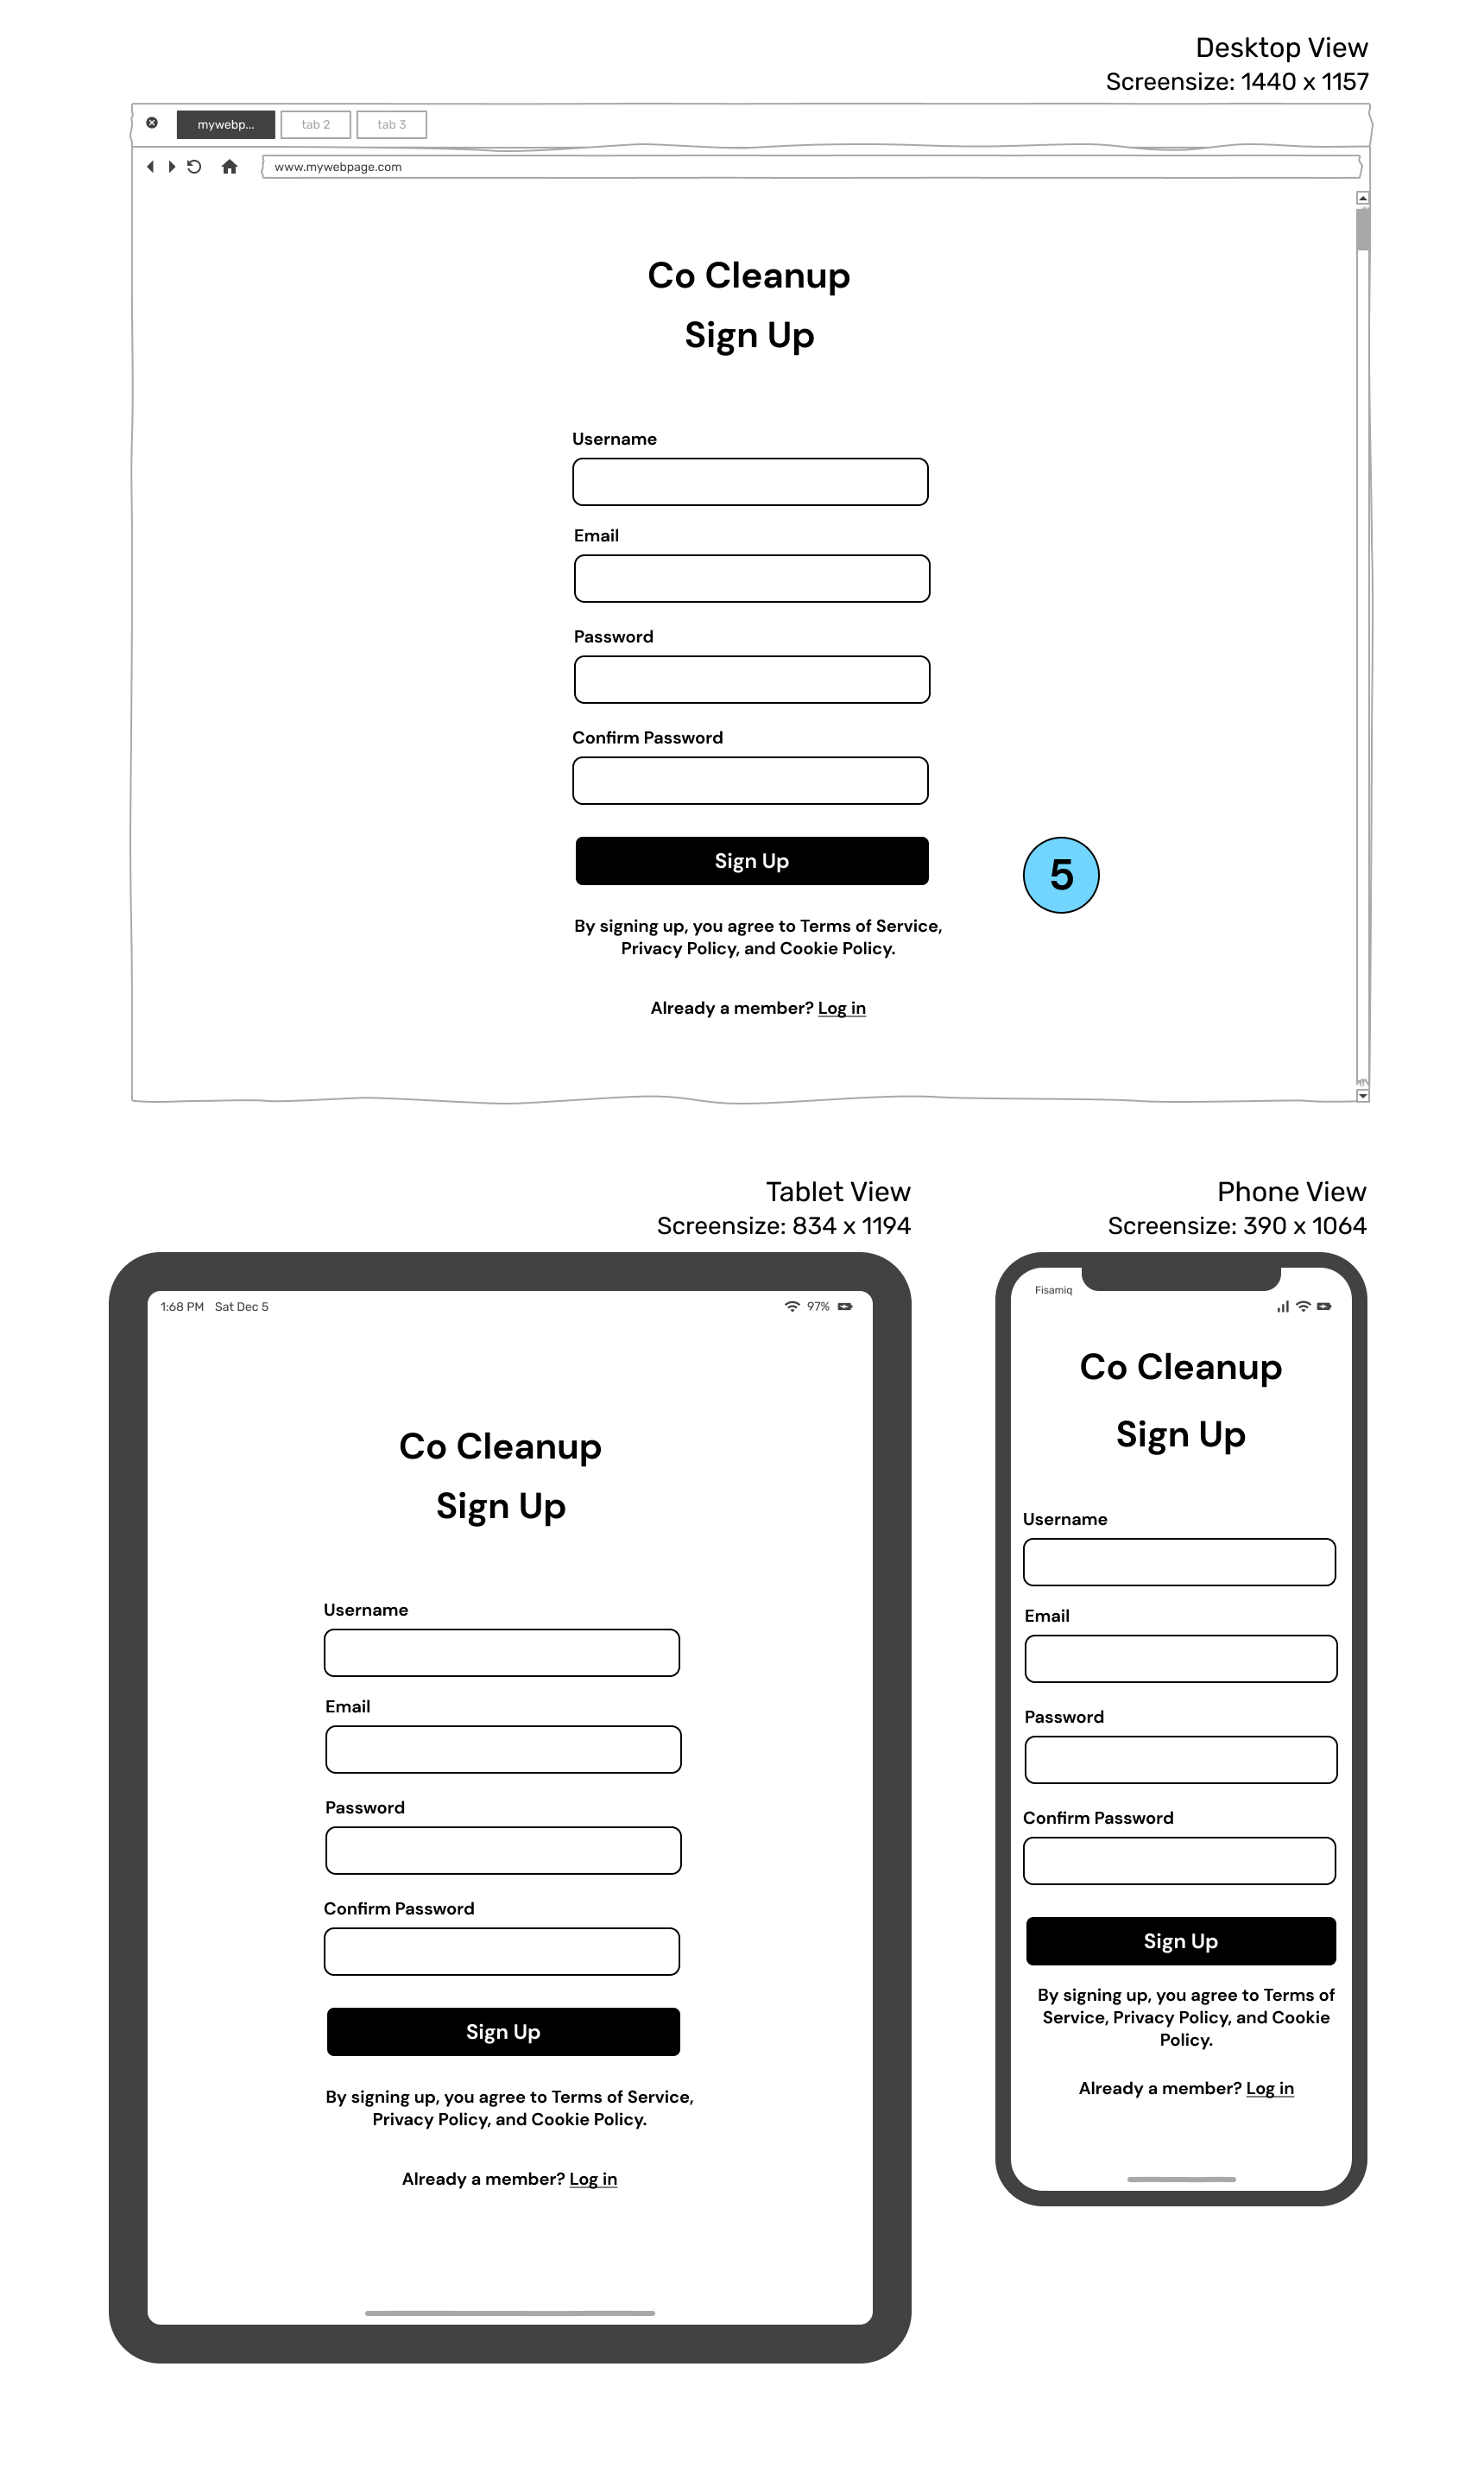 Desktop View
Screensize: 1440 x 1157
mywebp... tab 2 tab 3
www.mywebpage.com
Co Cleanup
Sign Up
Username
Email
Password
Confirm Password
Sign Up
5
By signing up, you agree to Terms of Service,
Privacy Policy, and Cookie Policy.
Already a member? Log in
Tablet View
Screensize: 834 x 1194
1:68 PM Sat Dec 5 97%
Co Cleanup
Sign Up
Username
Email
Password
Confirm Password
Sign Up
By signing up, you agree to Terms of Service,
Privacy Policy, and Cookie Policy.
Already a member? Log in
Phone View
Screensize: 390 x 1064
Fisamiq
Co Cleanup
Sign Up
Username
Email
Password
Confirm Password
Sign Up
By signing up, you agree to Terms of
Service, Privacy Policy, and Cookie
Policy.
Already a member? Log in